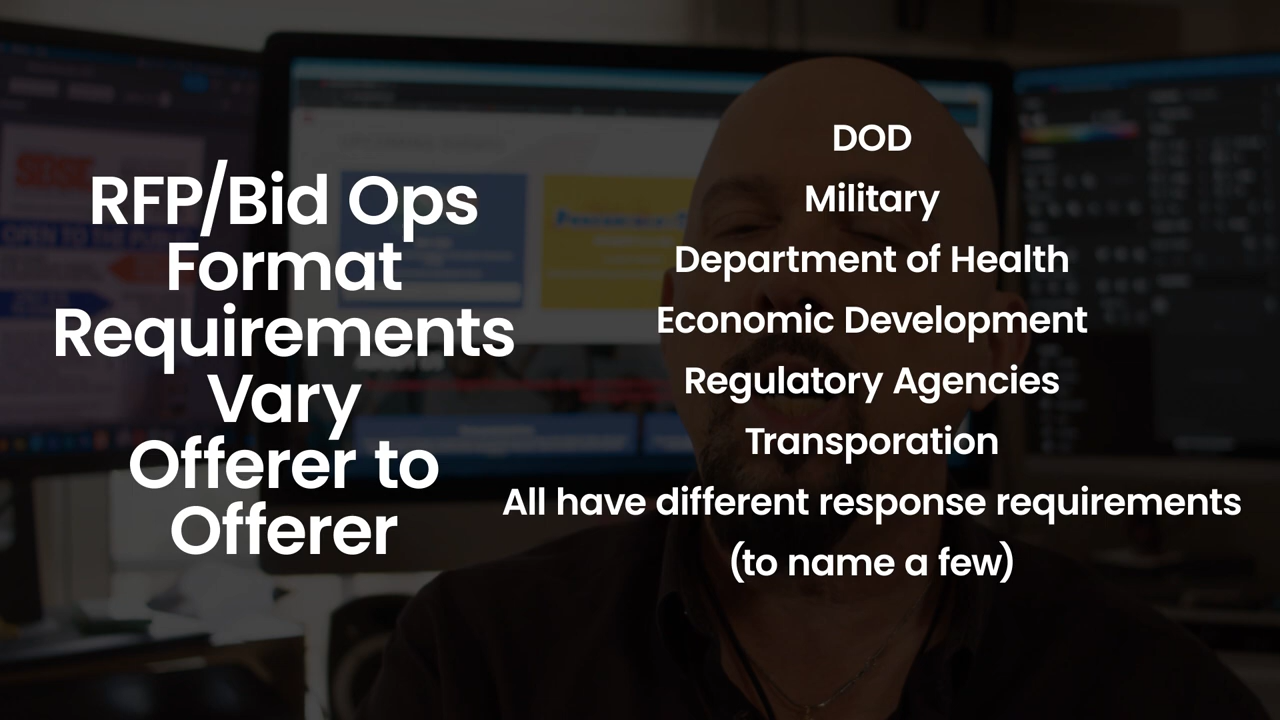 RFP/Bid Ops
Format
Requirements
Vary
Offerer to
Offerer
DOD
Military
Department of Health
Economic Development
Regulatory Agencies
Transporation
All have different response requirements
(to name a few)